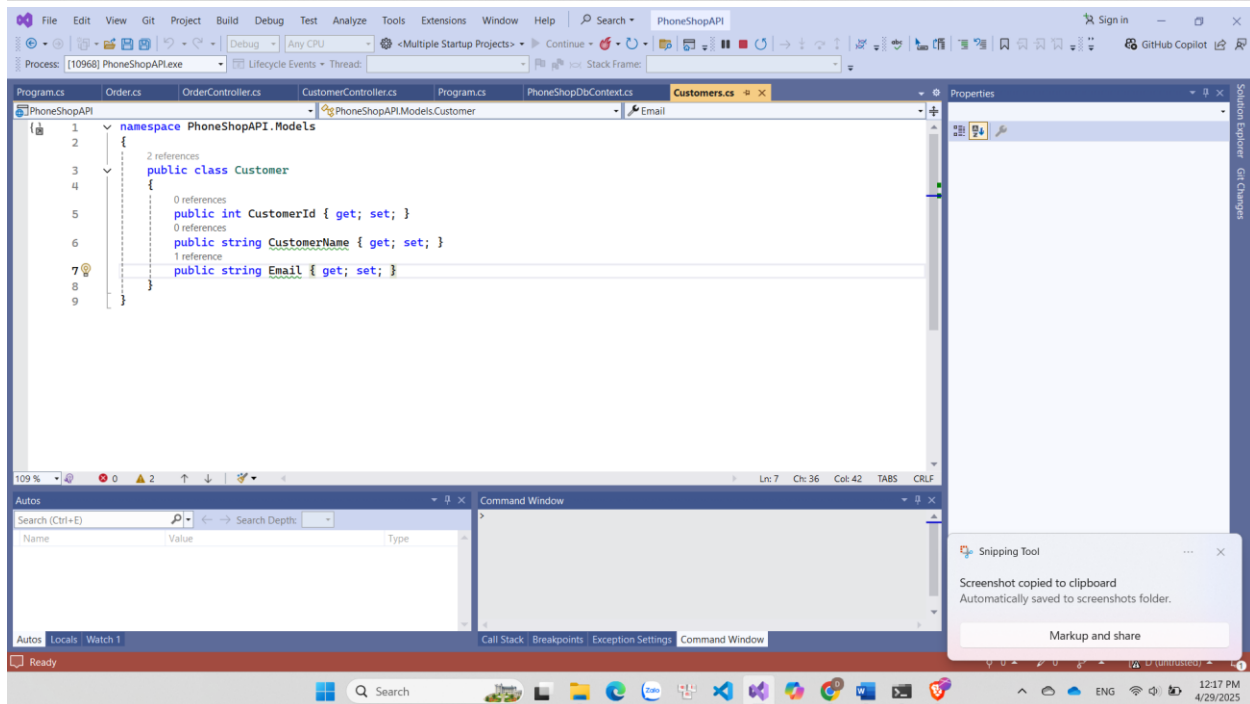 File Edit View Git Project Build Debug Test Analyze Tools Extensions Window Help Search PhoneShopAPI Sign in
Debug Any CPU <Multiple Startup Projects> Continue GitHub Copilot
Process: [10968] PhoneShopAPI.exe Lifecycle Events Thread: Stack Frame:
Program.cs Order.cs OrderController.cs CustomerController.cs Program.cs PhoneShopDbContext.cs Customers.cs Properties
PhoneShopAPI PhoneShopAPI.Models.Customer Email
1 namespace PhoneShopAPI.Models
2 {
2 references
3 public class Customer
4 {
0 references
5 public int CustomerId { get; set; }
0 references
6 public string CustomerName { get; set; }
1 reference
7 public string Email { get; set; }
8 }
9 }
Solution Explorer
Git Changes
109 % 0 2 Ln: 7 Ch: 36 Col: 42 TABS CRLF
Autos Command Window
Search (Ctrl+E) Search Depth: >
Name Value Type
Snipping Tool
Screenshot copied to clipboard
Automatically saved to screenshots folder.
Markup and share
Autos Locals Watch 1 Call Stack Breakpoints Exception Settings Command Window
Ready
Search Zalo ENG 12:17 PM
4/29/2025